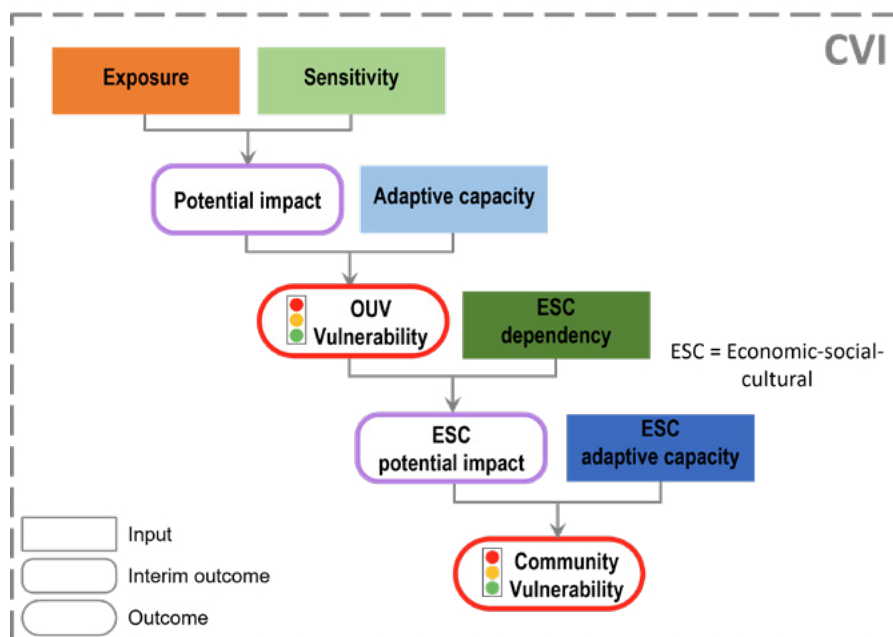 CVI
Exposure
Sensitivity
Potential impact
Adaptive capacity
OUV
Vulnerability
ESC
dependency
ESC = Economic-social-
cultural
ESC
potential impact
ESC
adaptive capacity
Input
Interim outcome
Outcome
Community
Vulnerability